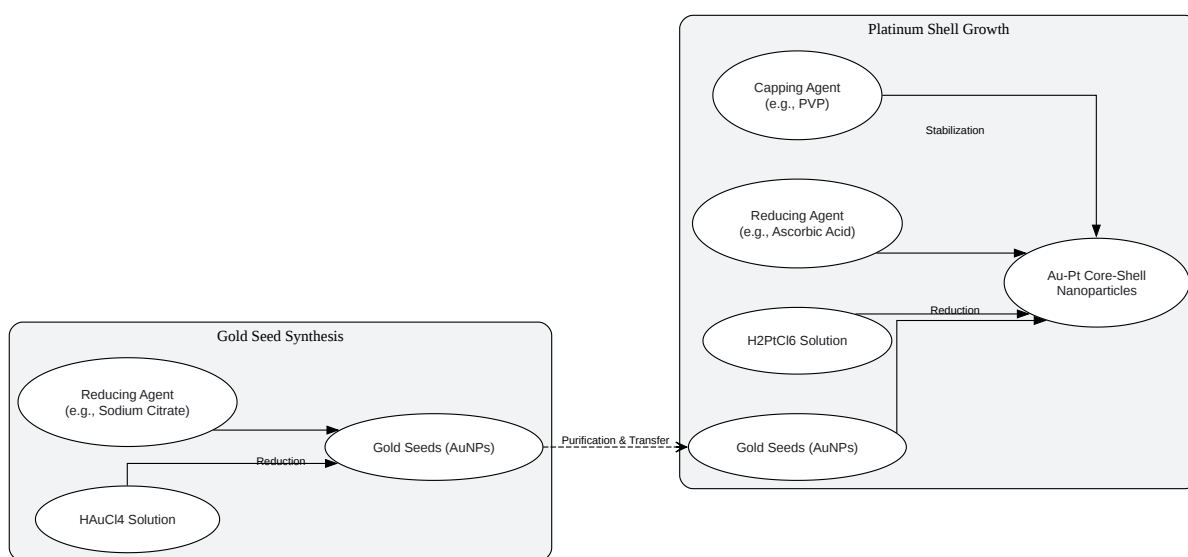 Platinum Shell Growth
Capping Agent
(e.g., PVP)
Stabilization
Reducing Agent
(e.g., Ascorbic Acid)
Au-Pt Core-Shell
Nanoparticles
Reduction
H2PtCl6 Solution
Gold Seeds (AuNPs)
Gold Seed Synthesis
Reducing Agent
(e.g., Sodium Citrate)
Gold Seeds (AuNPs)
Purification & Transfer
Reduction
HAuCl4 Solution